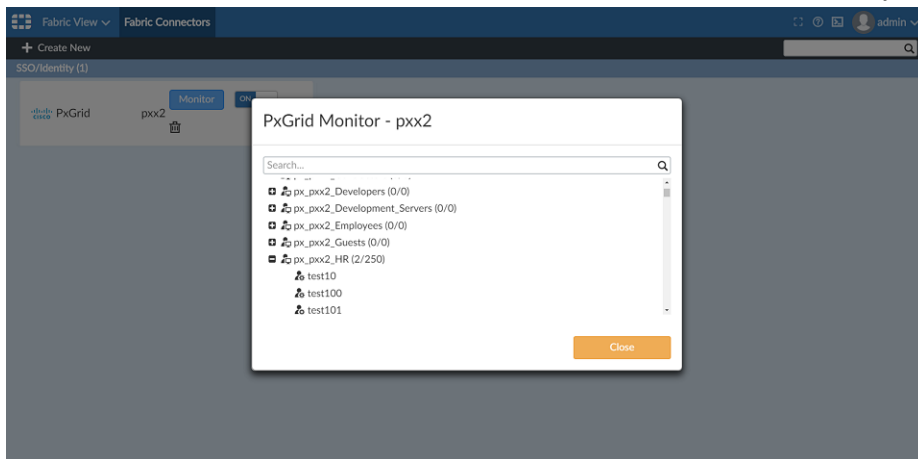 Fabric View Fabric Connectors admin
Create New
SSO/Identity (1)
CISCO PxGrid pxx2 Monitor ON
PxGrid Monitor - pxx2
Search...
px_pxx2_Developers (0/0)
px_pxx2_Development_Servers (0/0)
px_pxx2_Employees (0/0)
px_pxx2_Guests (0/0)
px_pxx2_HR (2/250)
test10
test100
test101
Close